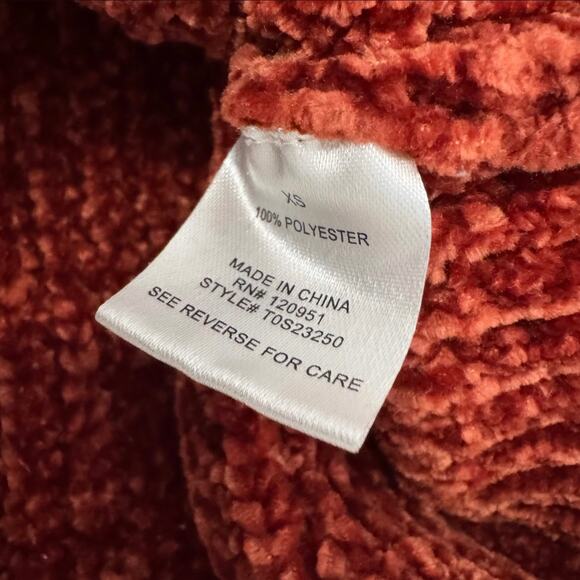 XS
100% POLYESTER
MADE IN CHINA
RN# 120951
STYLE# T0S23250
SEE REVERSE FOR CARE